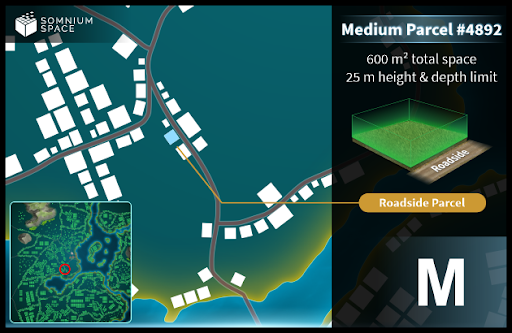 SOMNIUM
SPACE
Medium Parcel #4892
600 m² total space
25 m height & depth limit
Roadside
Roadside Parcel
M